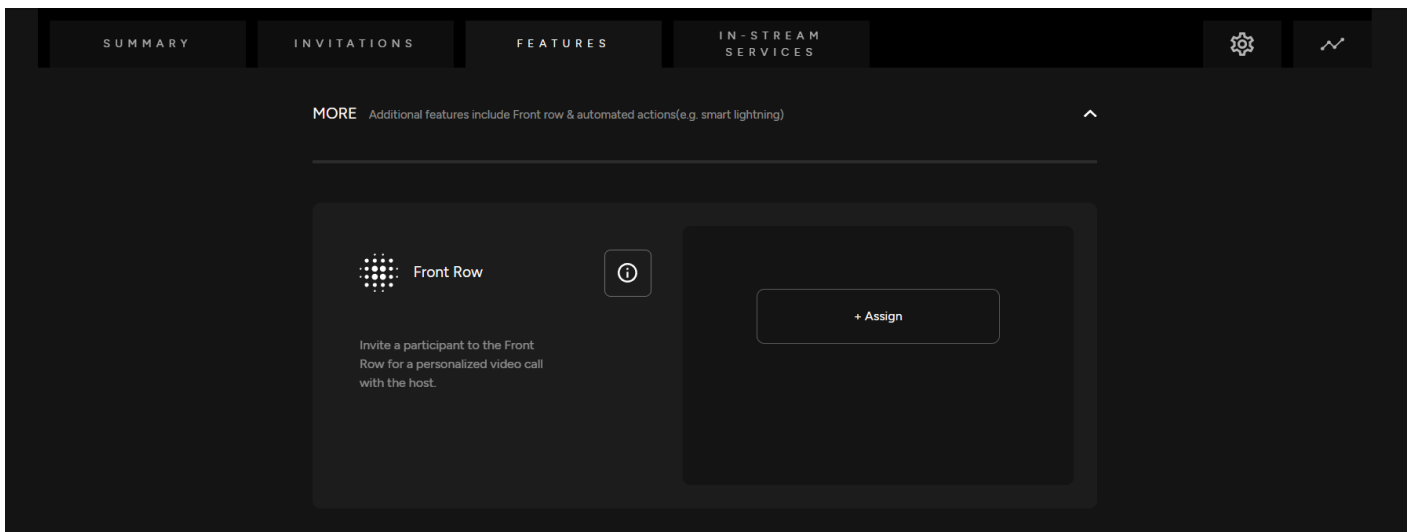 SUMMARY
INVITATIONS
FEATURES
IN-STREAM
SERVICES
MORE Additional features include Front row & automated actions(e.g. smart lightning)
Front Row
+ Assign
Invite a participant to the Front
Row for a personalized video call
with the host.